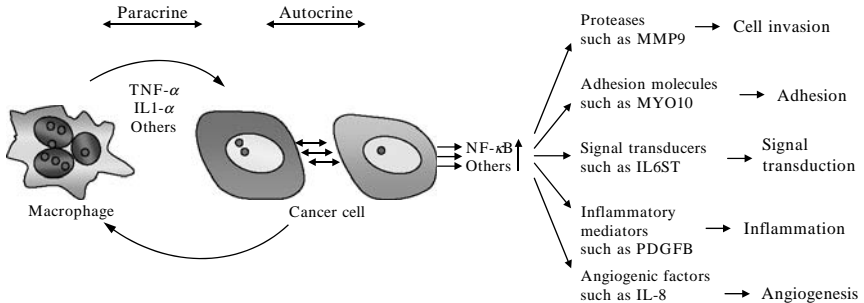 Paracrine
Autocrine
TNF-α
IL1-α
Others
Macrophage
Cancer cell
NF-κB
Others
Proteases
such as MMP9
Cell invasion
Adhesion molecules
such as MYO10
Adhesion
Signal transducers
such as IL6ST
Signal
transduction
Inflammatory
mediators
such as PDGFB
Inflammation
Angiogenic factors
such as IL-8
Angiogenesis